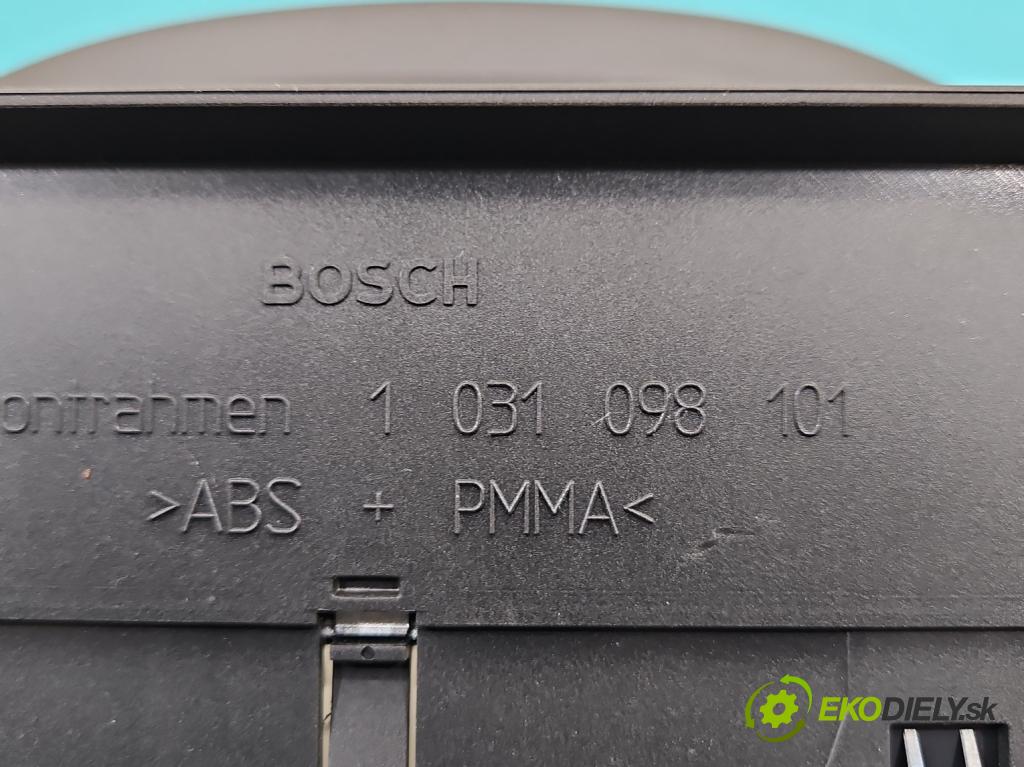 BOSCH
ontrahmen 1 031 098 101
>ABS + PMMA<
EKODIELY.sk